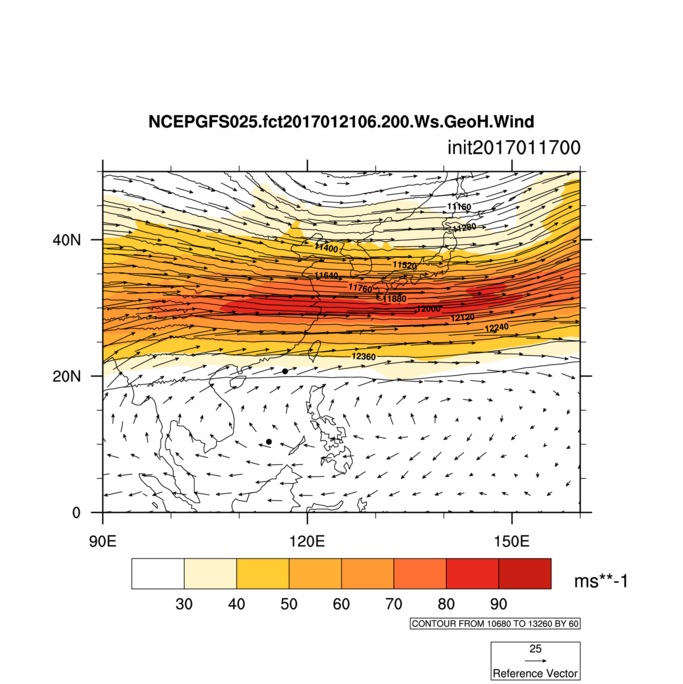 NCEPGFS025.fct2017012106.200.Ws.GeoH.Wind
init2017011700
11160
11280
40N
11400
11520
11640
11760
11880
12000
12120
12240
12360
20N
0
90E 120E 150E
ms**-1
30 40 50 60 70 80 90
CONTOUR FROM 10680 TO 13260 BY 60
25
Reference Vector